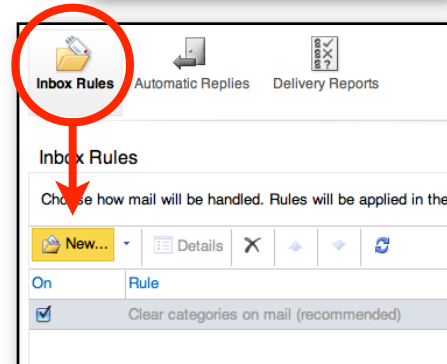 Inbox Rules Automatic Replies Delivery Reports
Inbox Rules
Choose how mail will be handled. Rules will be applied in the
New... Details
On Rule
Clear categories on mail (recommended)